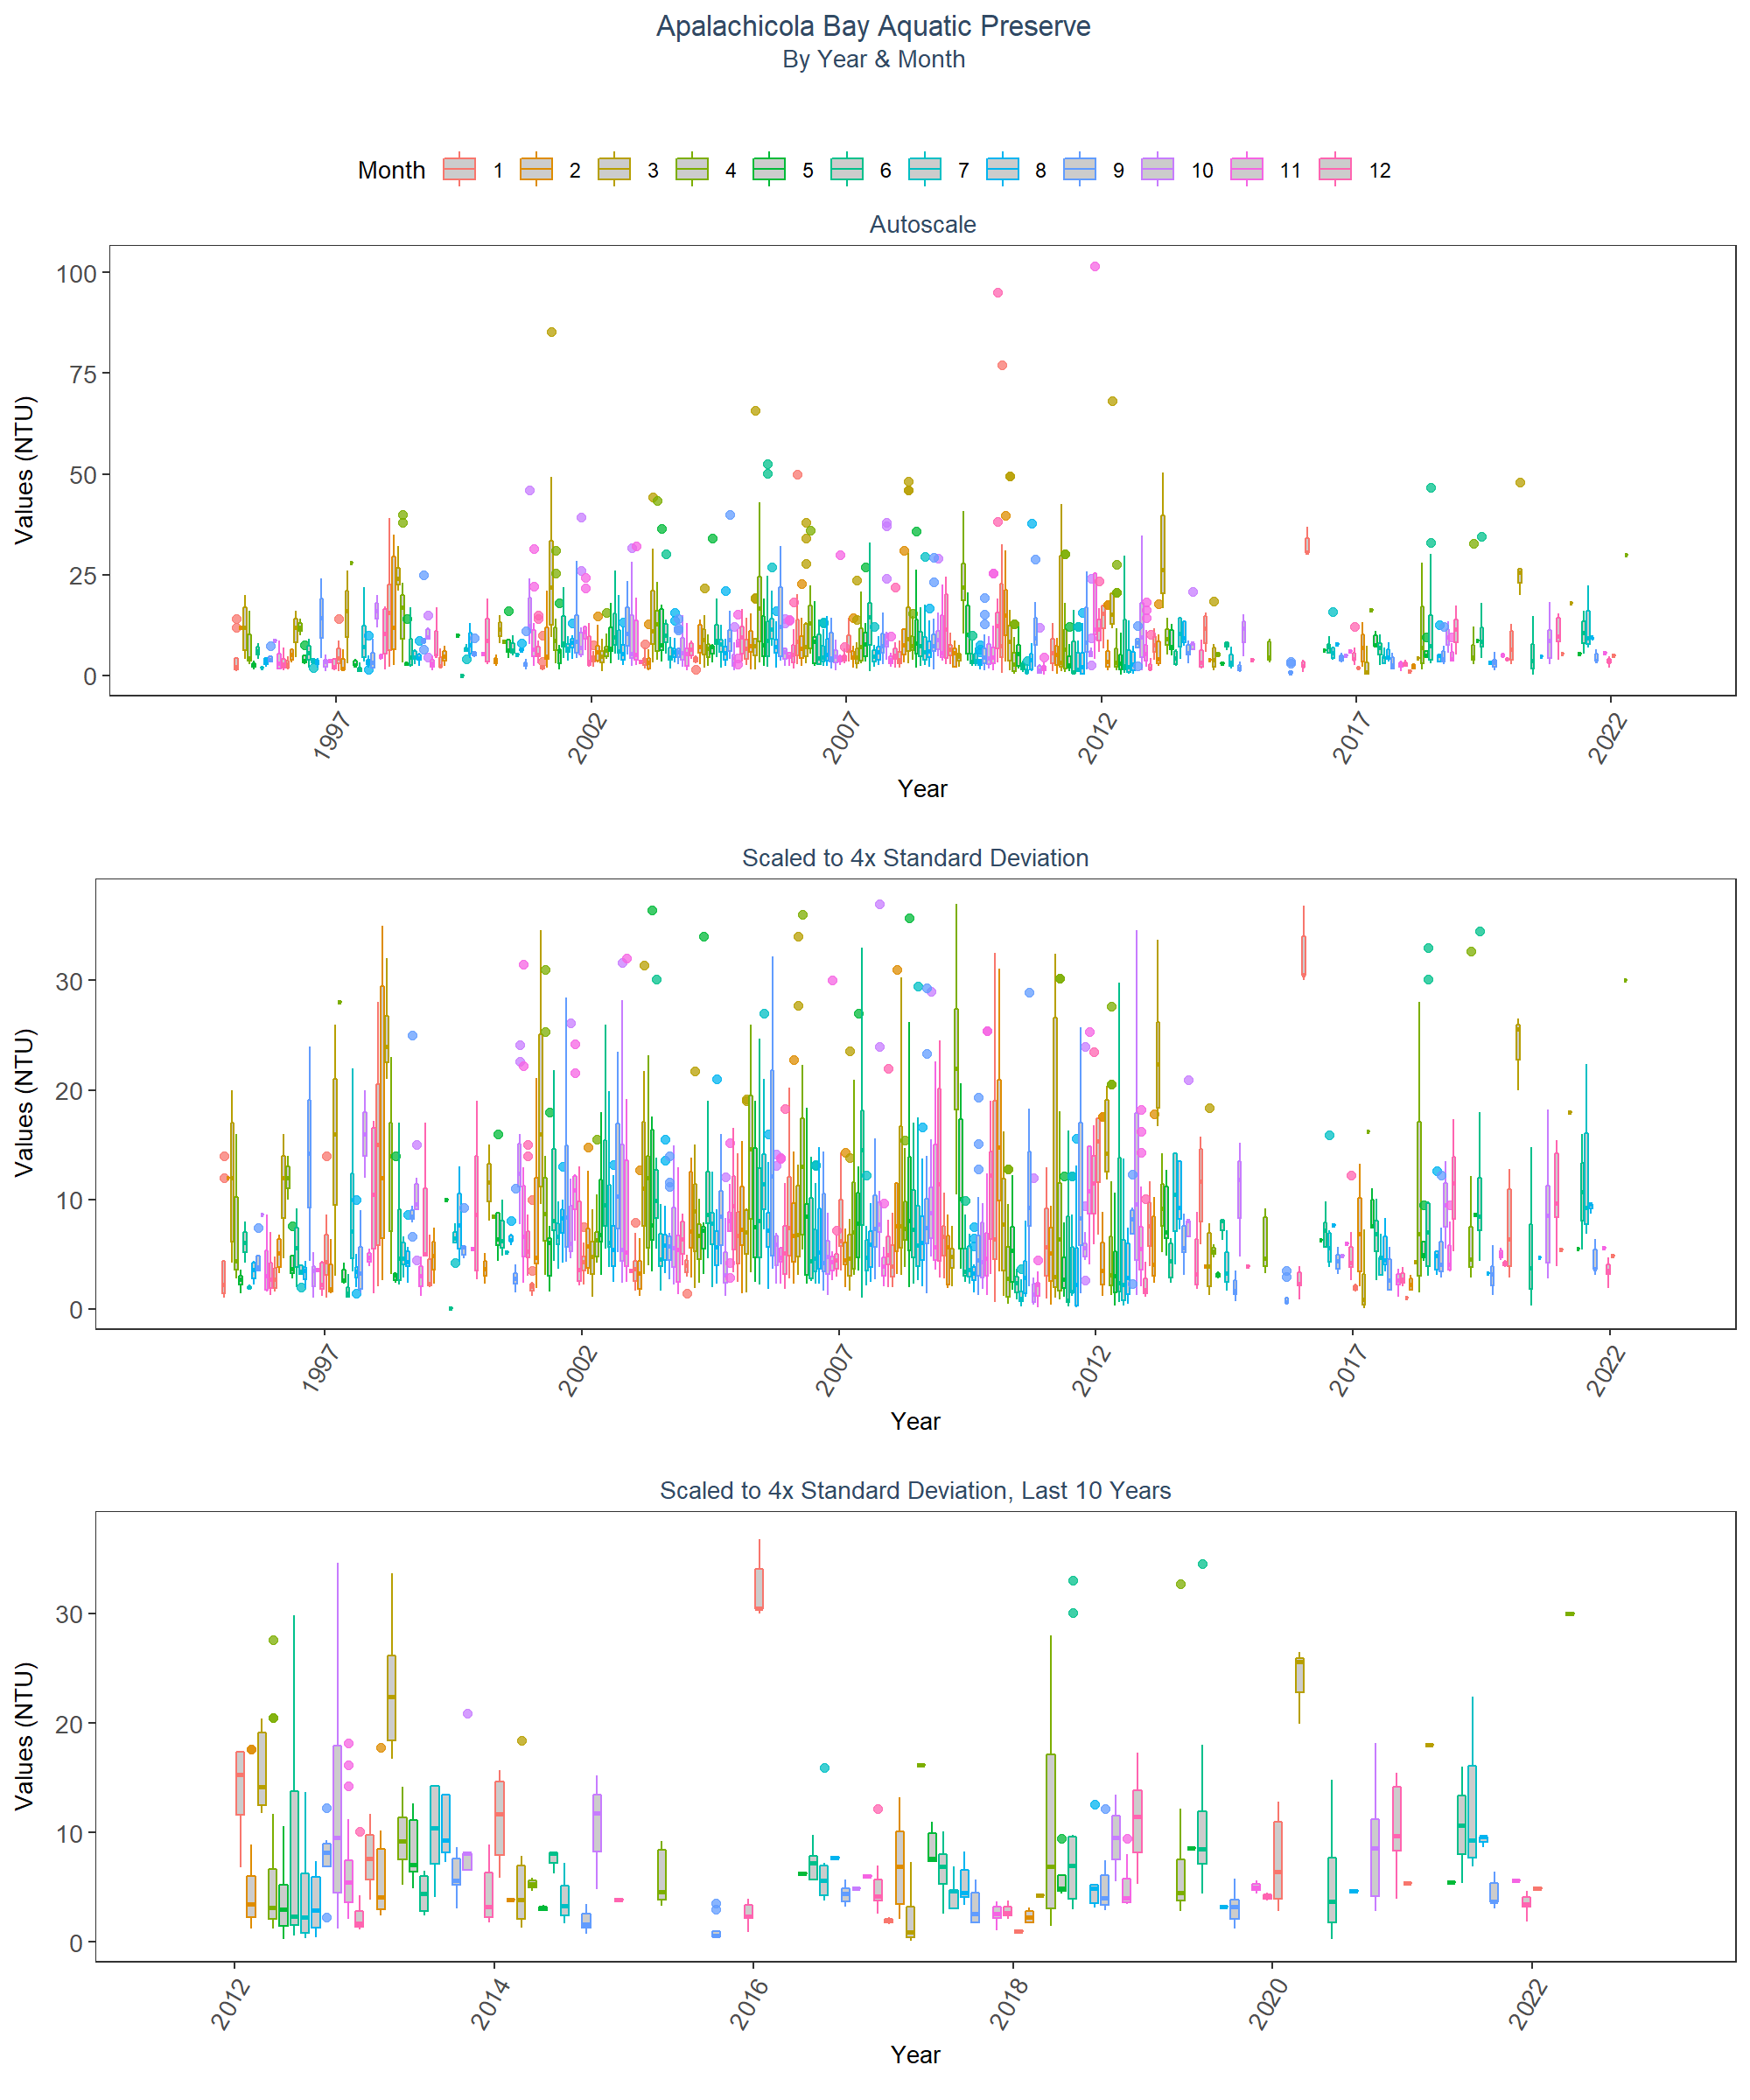 Apalachicola Bay Aquatic Preserve
By Year & Month
Month 1 2 3 4 5 6 7 8 9 10 11 12
Autoscale
Values (NTU)
100
75
50
25
0
1997 2002 2007 2012 2017 2022
Year
Scaled to 4x Standard Deviation
Values (NTU)
30
20
10
0
1997 2002 2007 2012 2017 2022
Year
Scaled to 4x Standard Deviation, Last 10 Years
Values (NTU)
30
20
10
0
2012 2014 2016 2018 2020 2022
Year